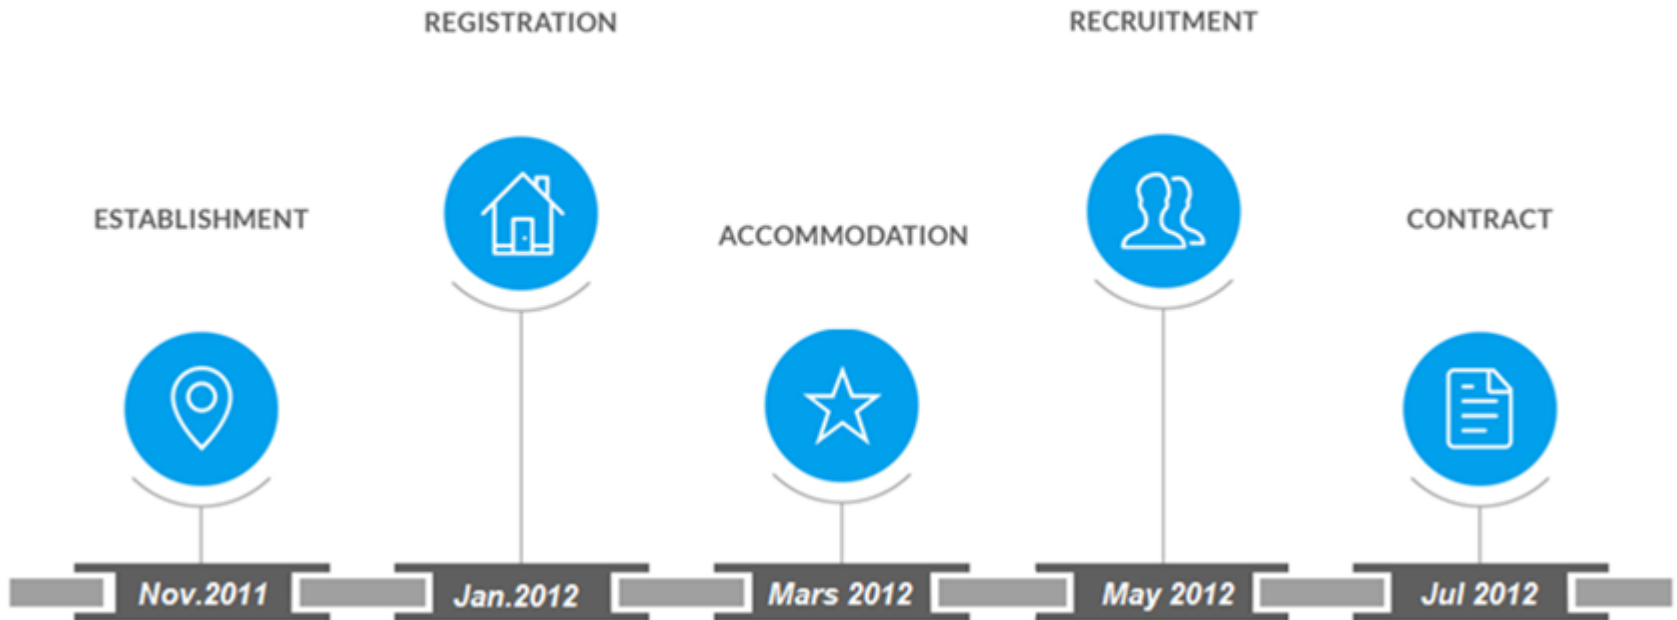 REGISTRATION
RECRUITMENT
ESTABLISHMENT
ACCOMMODATION
CONTRACT
Nov.2011
Jan.2012
Mars 2012
May 2012
Jul 2012